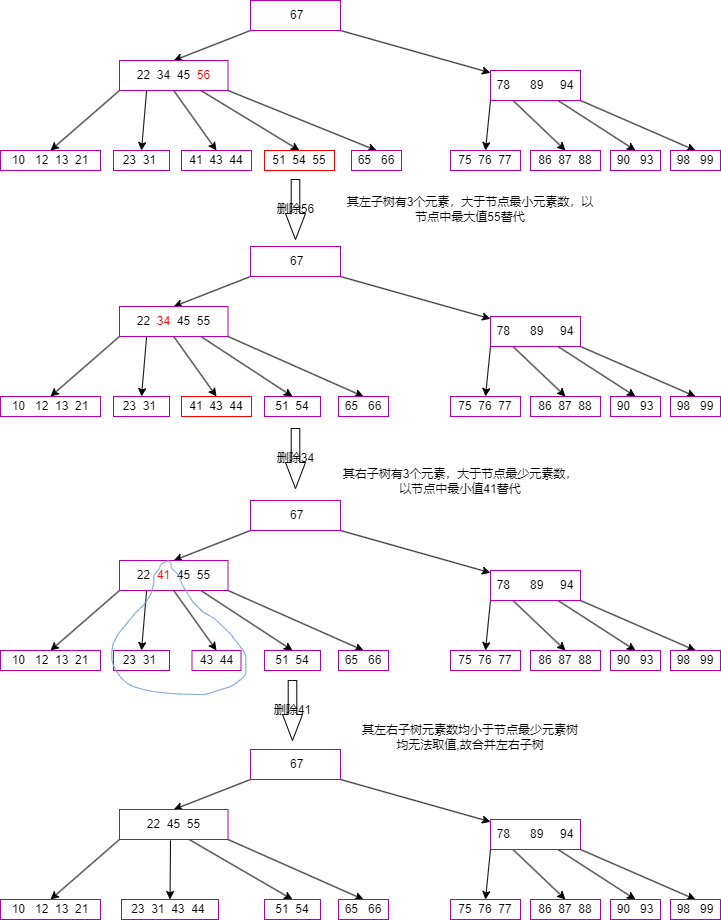 67
22 34 45 56
78 89 94
10 12 13 21
23 31
41 43 44
51 54 55
65 66
75 76 77
86 87 88
90 93
98 99
删除56
其左子树有3个元素，大于节点最小元素数，以
节点中最大值55替代
67
22 34 45 55
78 89 94
10 12 13 21
23 31
41 43 44
51 54
65 66
75 76 77
86 87 88
90 93
98 99
删除34
其右子树有3个元素，大于节点最少元素数，
以节点中最小值41替代
67
22 41 45 55
78 89 94
10 12 13 21
23 31
43 44
51 54
65 66
75 76 77
86 87 88
90 93
98 99
删除41
其左右子树元素数均小于节点最少元素树
均无法取值,故合并左右子树
67
22 45 55
78 89 94
10 12 13 21
23 31 43 44
51 54
65 66
75 76 77
86 87 88
90 93
98 99